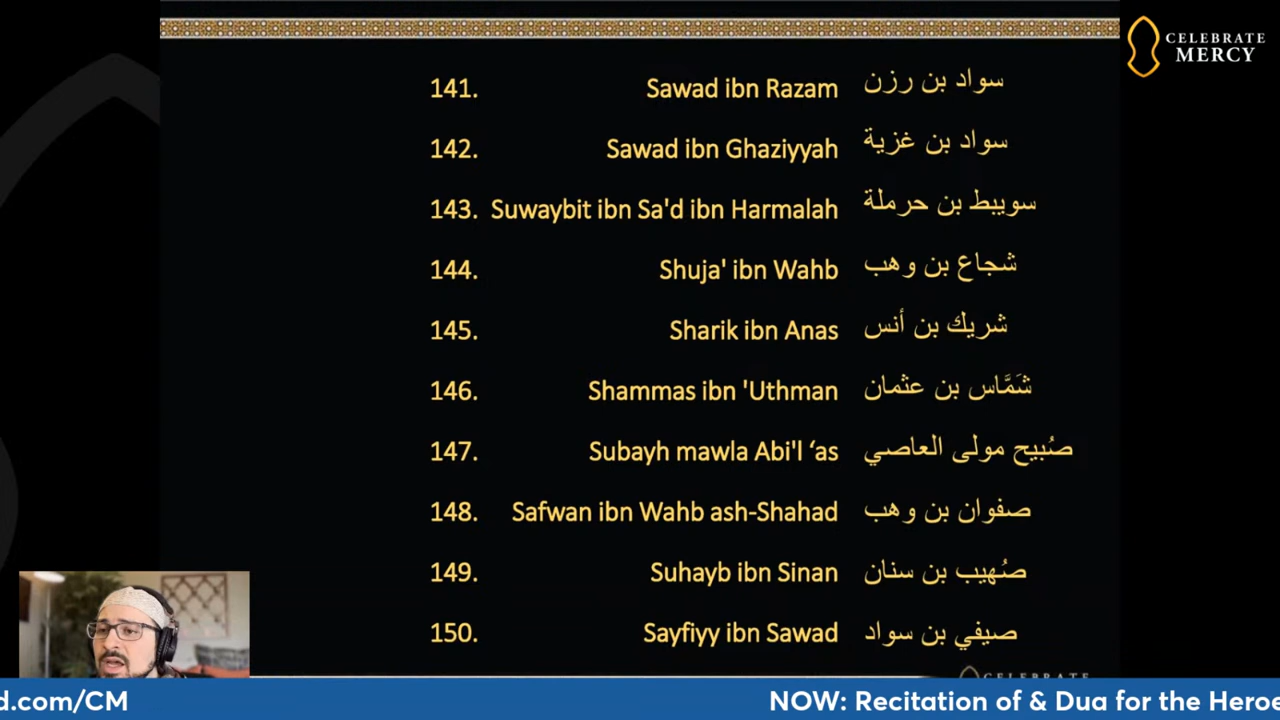 CELEBRATE
MERCY
141. Sawad ibn Razam سواد بن رزن
142. Sawad ibn Ghaziyyah سواد بن غزية
143. Suwaybit ibn Sa'd ibn Harmalah سويبط بن حرملة
144. Shuja' ibn Wahb شجاع بن وهب
145. Sharik ibn Anas شريك بن أنس
146. Shammas ibn 'Uthman شَمَّاس بن عثمان
147. Subayh mawla Abi'l ‘as صُبيح مولى العاصي
148. Safwan ibn Wahb ash-Shahad صفوان بن وهب
149. Suhayb ibn Sinan صُهيب بن سنان
150. Sayfiyy ibn Sawad صيفي بن سواد
CELEBRATE
d.com/CM NOW: Recitation of & Dua for the Heroe